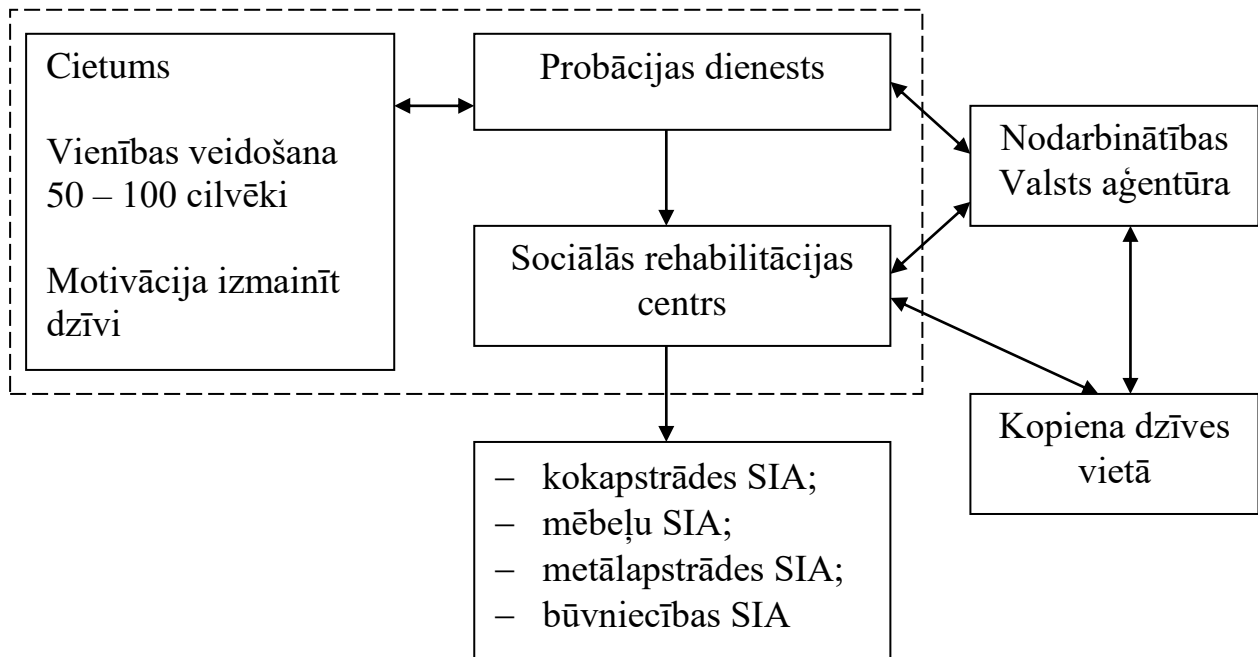 Cietums
Vienības veidošana
50 – 100 cilvēki
Motivācija izmainīt
dzīvi
Probācijas dienests
Sociālās rehabilitācijas
centrs
Nodarbinātības
Valsts aģentūra
Kopiena dzīves
vietā
– kokapstrādes SIA;
– mēbeļu SIA;
– metālapstrādes SIA;
– būvniecības SIA